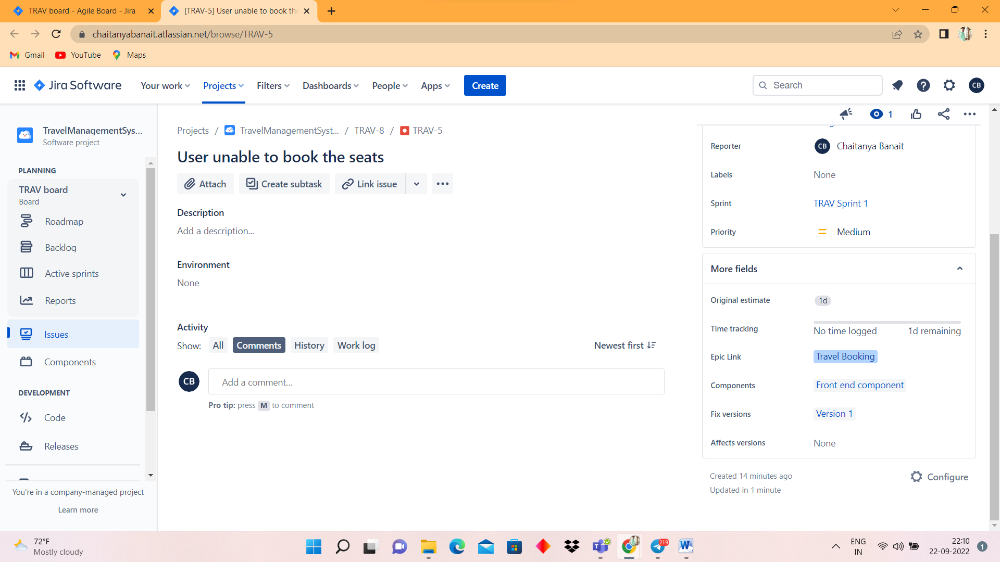 TRAV board - Agile Board - Jira
[TRAV-5] User unable to book the
chaitanyabanait.atlassian.net/browse/TRAV-5
Gmail
YouTube
Maps
Jira Software
Your work
Projects
Filters
Dashboards
People
Apps
Create
Search
CB
TravelManagementSys...
Software project
PLANNING
TRAV board
Board
Roadmap
Backlog
Active sprints
Reports
Issues
Components
DEVELOPMENT
Code
Releases
You're in a company-managed project
Learn more
Projects / TravelManagementSyst... / TRAV-8 / TRAV-5
User unable to book the seats
Attach
Create subtask
Link issue
Description
Add a description...
Environment
None
Activity
Show: All Comments History Work log
Newest first
CB
Add a comment...
Pro tip: press M to comment
1
Reporter
CB Chaitanya Banait
Labels
None
Sprint
TRAV Sprint 1
Priority
Medium
More fields
Original estimate
1d
Time tracking
No time logged 1d remaining
Epic Link
Travel Booking
Components
Front end component
Fix versions
Version 1
Affects versions
None
Created 14 minutes ago
Updated in 1 minute
Configure
72°F
Mostly cloudy
219
ENG
IN
22:10
22-09-2022
1